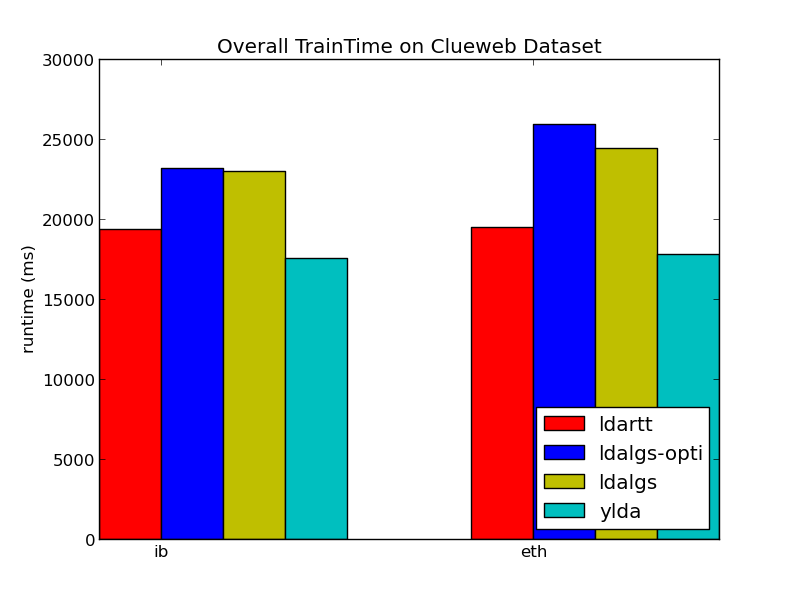 Overall TrainTime on Clueweb Dataset
30000
25000
20000
15000
10000
5000
0
runtime (ms)
ib
eth
ldartt
ldalgs-opti
ldalgs
ylda